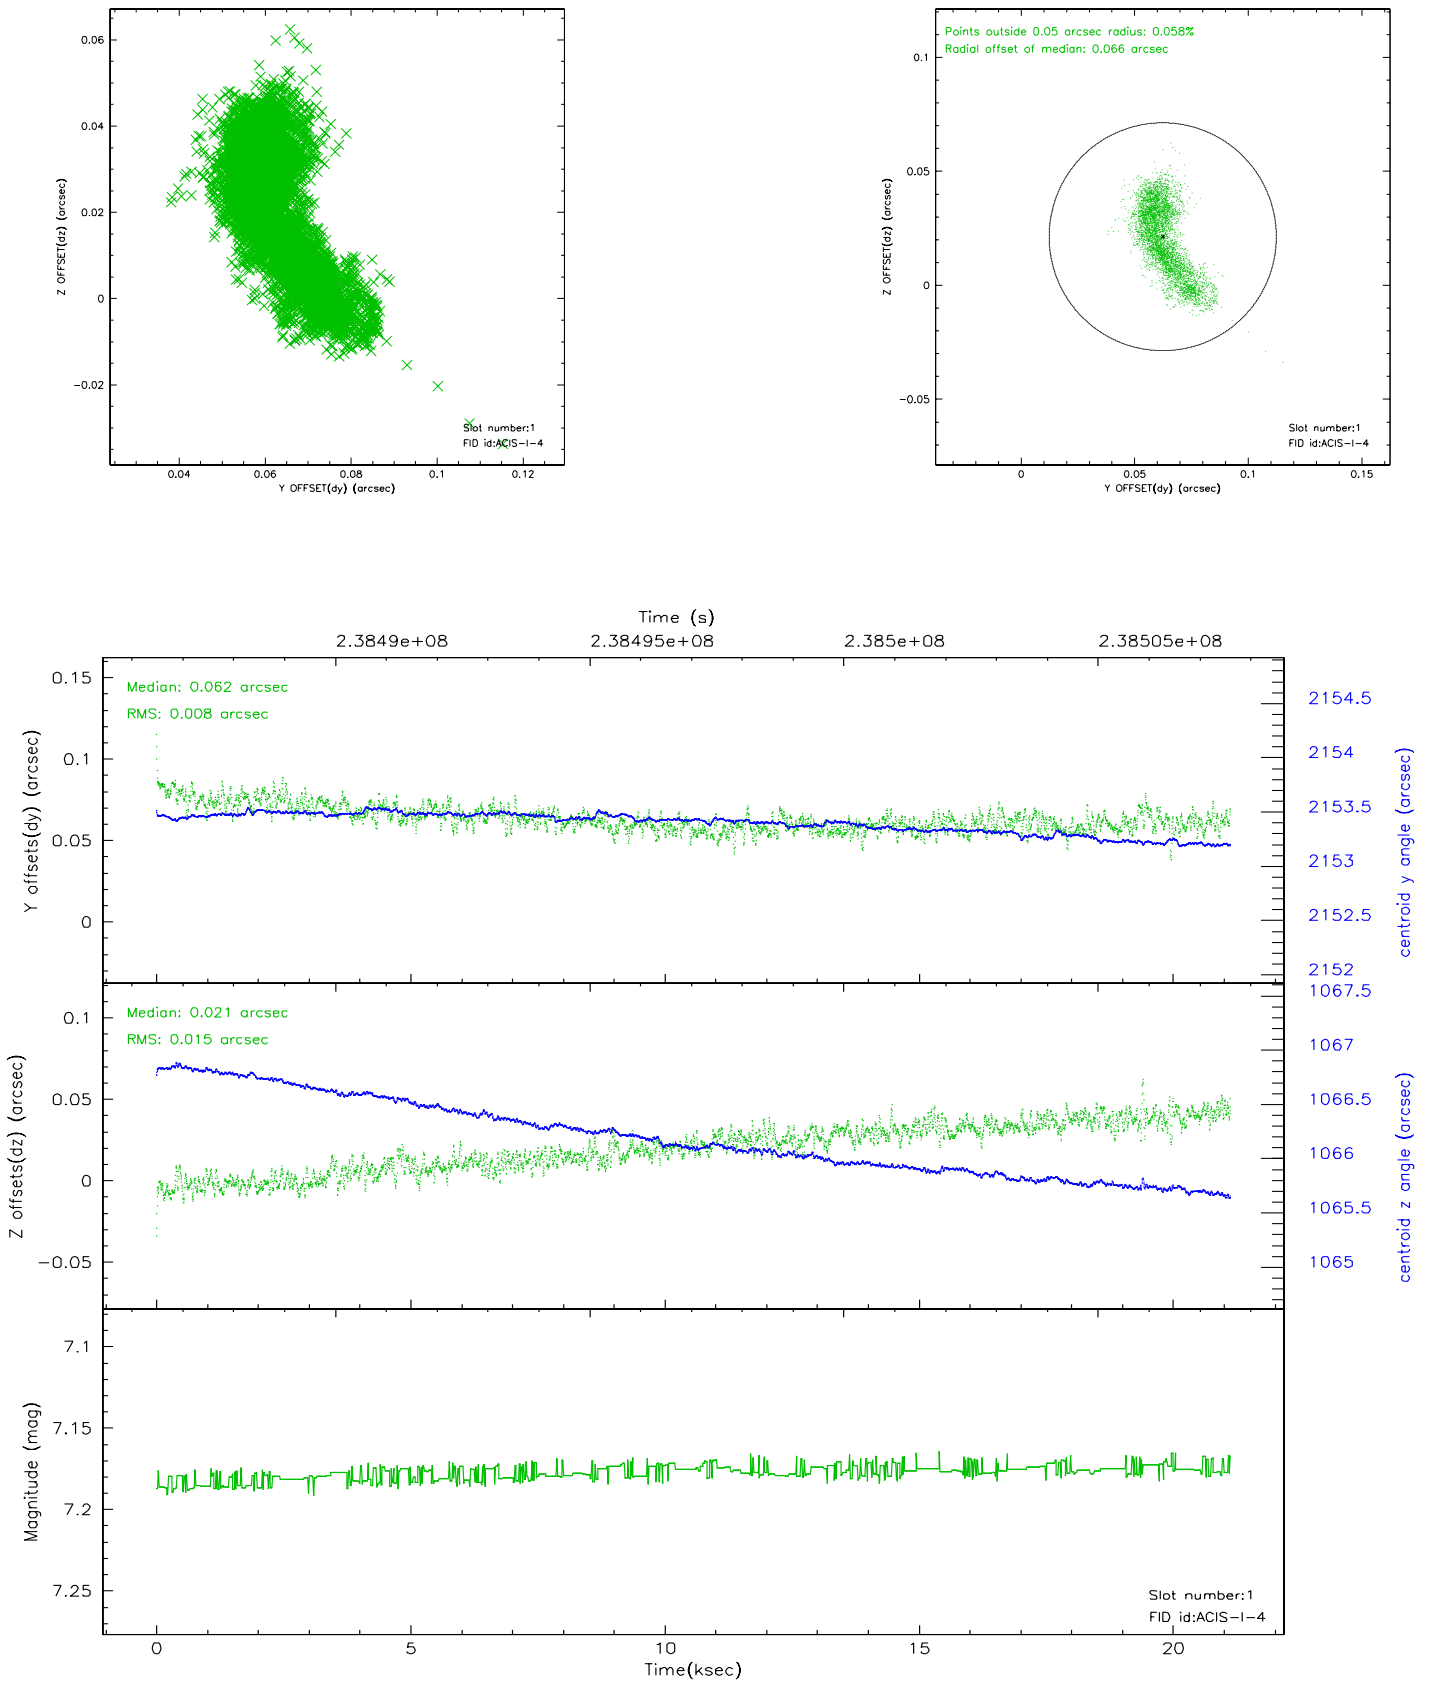 0.06
0.04
0.02
0
−0.02
Z OFFSET(dz) (arcsec)
Slot number:1
FID id:ACIS−I−4
0.04 0.06 0.08 0.1 0.12
Y OFFSET(dy) (arcsec)
Points outside 0.05 arcsec radius: 0.058%
Radial offset of median: 0.066 arcsec
0.1
0.05
0
−0.05
Z OFFSET(dz) (arcsec)
Slot number:1
FID id:ACIS−I−4
0 0.05 0.1 0.15
Y OFFSET(dy) (arcsec)
Time (s)
2.3849e+08 2.38495e+08 2.385e+08 2.38505e+08
Median: 0.062 arcsec
RMS: 0.008 arcsec
0.15
0.1
0.05
0
Y offsets(dy) (arcsec)
2154.5
2154
2153.5
2153
2152.5
2152
centroid y angle (arcsec)
Median: 0.021 arcsec
RMS: 0.015 arcsec
0.1
0.05
0
−0.05
Z offsets(dz) (arcsec)
1067.5
1067
1066.5
1066
1065.5
1065
centroid z angle (arcsec)
7.1
7.15
7.2
7.25
Magnitude (mag)
Slot number:1
FID id:ACIS−I−4
0 5 10 15 20
Time(ksec)